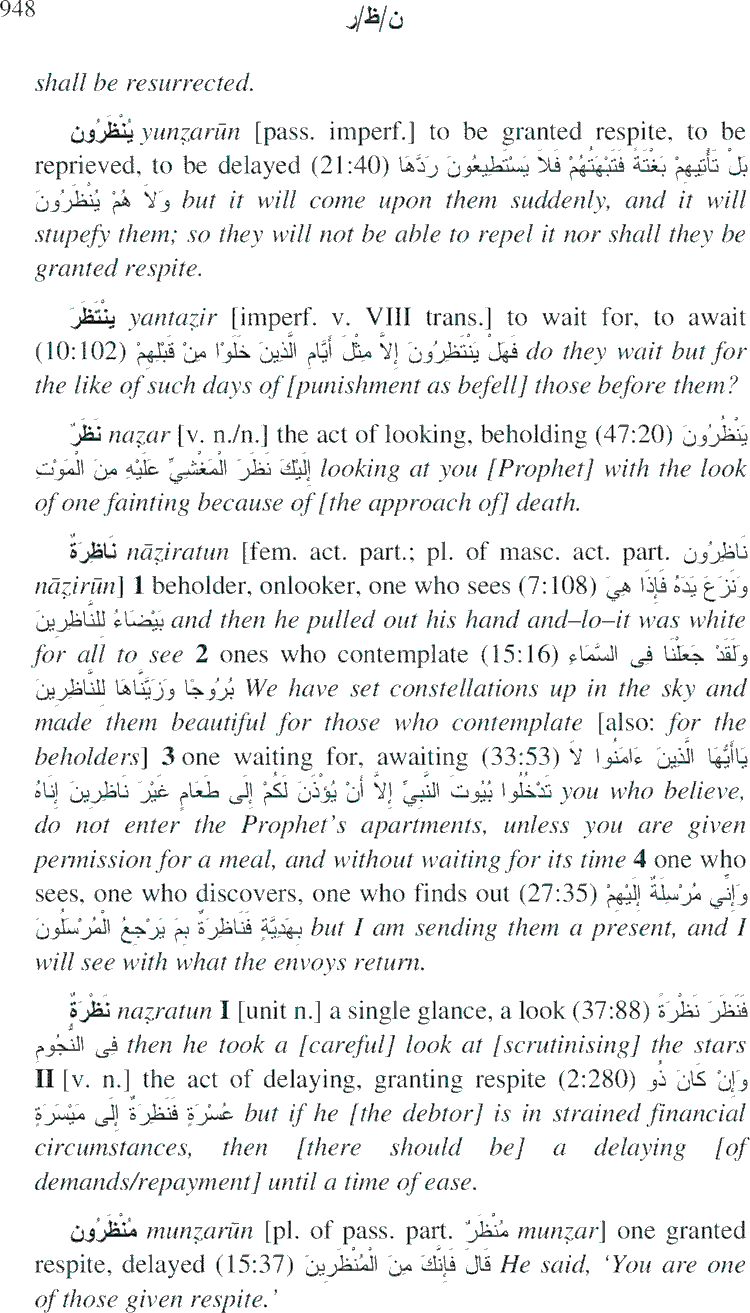 948
ن/ظ/ر
shall be resurrected.
يُنْظَرُون yunẓarūn [pass. imperf.] to be granted respite, to be
reprieved, to be delayed (21:40) بَلْ تَأْتِيهِمْ بَغْتَةً فَتَبْهَتُهُمْ فَلاَ يَسْتَطِيعُونَ رَدَّهَا
وَلاَ هُمْ يُنْظَرُونَ but it will come upon them suddenly, and it will
stupefy them; so they will not be able to repel it nor shall they be
granted respite.
يَنْتَظِرَ yantaẓir [imperf. v. VIII trans.] to wait for, to await
(10:102) فَهَلْ يَنْتَظِرُونَ إِلاَّ مِثْلَ أَيَّامِ الَّذِينَ خَلَوْا مِنْ قَبْلِهِمْ do they wait but for
the like of such days of [punishment as befell] those before them?
نَظَرٌ naẓar [v. n./n.] the act of looking, beholding (47:20) يَنْظُرُونَ
إِلَيْكَ نَظَرَ الْمَغْشِيِّ عَلَيْهِ مِنَ الْمَوْتِ looking at you [Prophet] with the look
of one fainting because of [the approach of] death.
نَاظِرَةٌ nāẓiratun [fem. act. part.; pl. of masc. act. part. نَاظِرُون
nāẓirūn] 1 beholder, onlooker, one who sees (7:108) وَنَزَعَ يَدَهُ فَإِذَا هِيَ
بَيْضَاءُ لِلنَّاظِرِينَ and then he pulled out his hand and–lo–it was white
for all to see 2 ones who contemplate (15:16) وَلَقَدْ جَعَلْنَا فِى السَّمَاءِ
بُرُوجًا وَزَيَّنَّاهَا لِلنَّاظِرِينَ We have set constellations up in the sky and
made them beautiful for those who contemplate [also: for the
beholders] 3 one waiting for, awaiting (33:53) يَاأَيُّهَا الَّذِينَ ءَامَنُوا لاَ
تَدْخُلُوا بُيُوتَ النَّبِيِّ إِلاَّ أَنْ يُؤْذَنَ لَكُمْ إِلَى طَعَامٍ غَيْرَ نَاظِرِينَ إِنَاهُ you who believe,
do not enter the Prophet's apartments, unless you are given
permission for a meal, and without waiting for its time 4 one who
sees, one who discovers, one who finds out (27:35) وَإِنِّي مُرْسِلَةٌ إِلَيْهِمْ
بِهَدِيَّةٍ فَنَاظِرَةٌ بِمَ يَرْجِعُ الْمُرْسَلُونَ but I am sending them a present, and I
will see with what the envoys return.
نَظْرَةٌ naẓratun I [unit n.] a single glance, a look (37:88) فَنَظَرَ نَظْرَةً
فِى النُّجُومِ then he took a [careful] look at [scrutinising] the stars
II [v. n.] the act of delaying, granting respite (2:280) وَإِنْ كَانَ ذُو
عُسْرَةٍ فَنَظِرَةٌ إِلَى مَيْسَرَةٍ but if he [the debtor] is in strained financial
circumstances, then [there should be] a delaying [of
demands/repayment] until a time of ease.
مُنْظَرُون munẓarūn [pl. of pass. part. مُنْظَرٌ munẓar] one granted
respite, delayed (15:37) قَالَ فَإِنَّكَ مِنَ الْمُنْظَرِينَ He said, ‘You are one
of those given respite.’